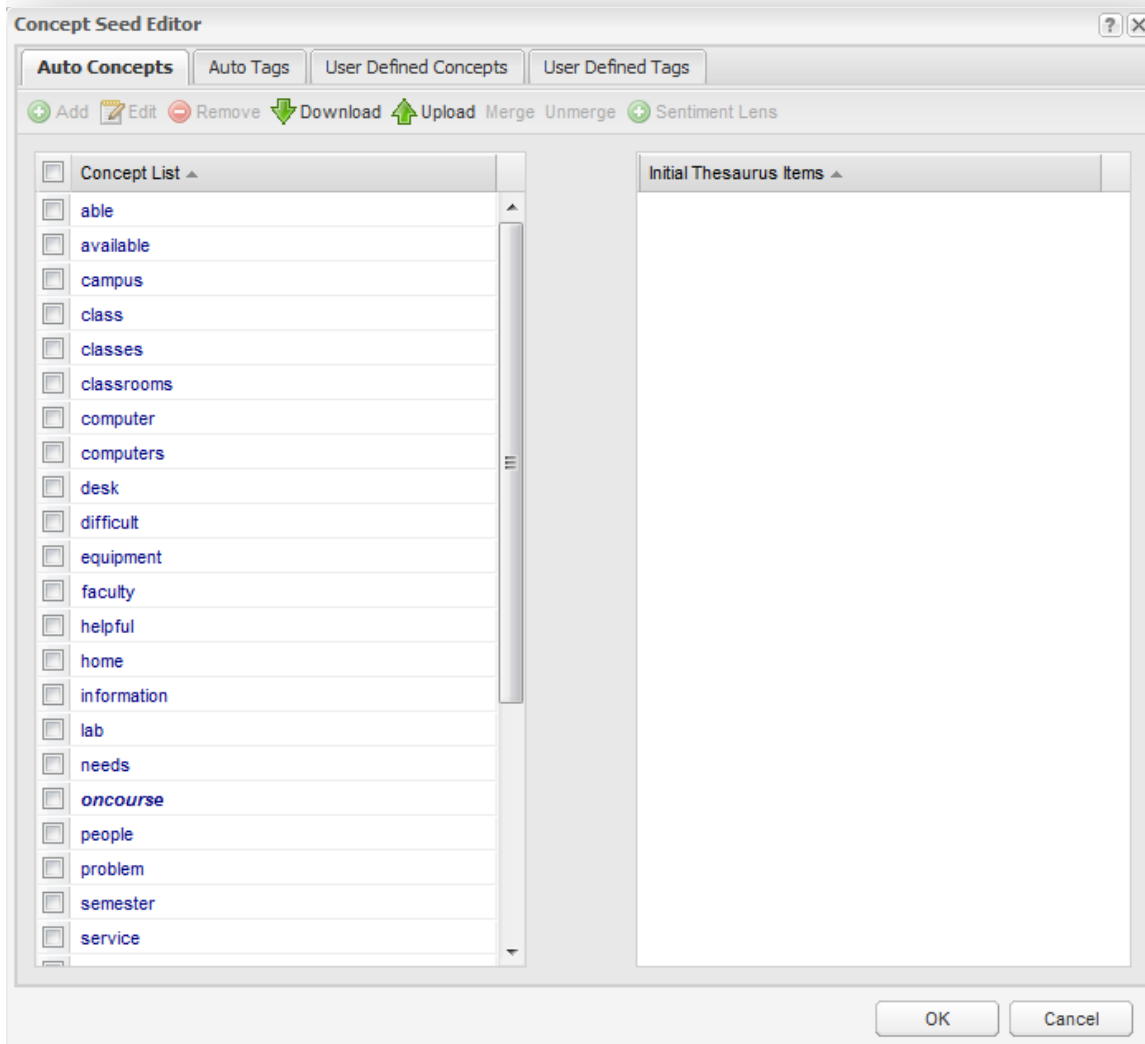 Concept Seed Editor ? X
Auto Concepts Auto Tags User Defined Concepts User Defined Tags
Add Edit Remove Download Upload Merge Unmerge Sentiment Lens
Concept List Initial Thesaurus Items
able
available
campus
class
classes
classrooms
computer
computers
desk
difficult
equipment
faculty
helpful
home
information
lab
needs
oncourse
people
problem
semester
service
OK Cancel